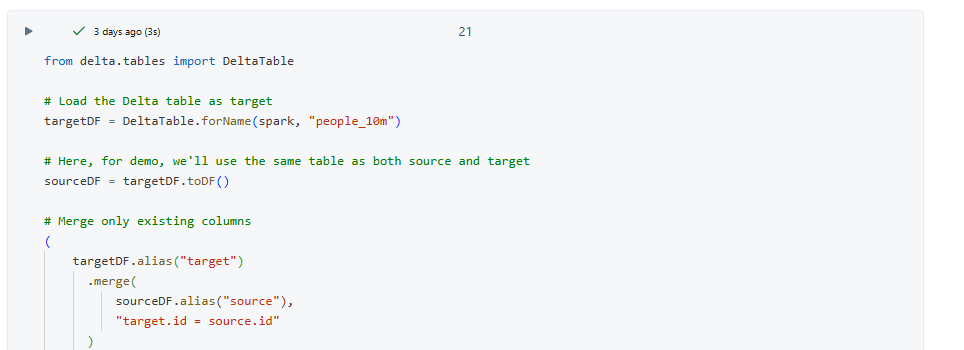 3 days ago (3s)
21
from delta.tables import DeltaTable
# Load the Delta table as target
targetDF = DeltaTable.forName(spark, "people_10m")
# Here, for demo, we'll use the same table as both source and target
sourceDF = targetDF.toDF()
# Merge only existing columns
(
targetDF.alias("target")
.merge(
sourceDF.alias("source"),
"target.id = source.id"
)